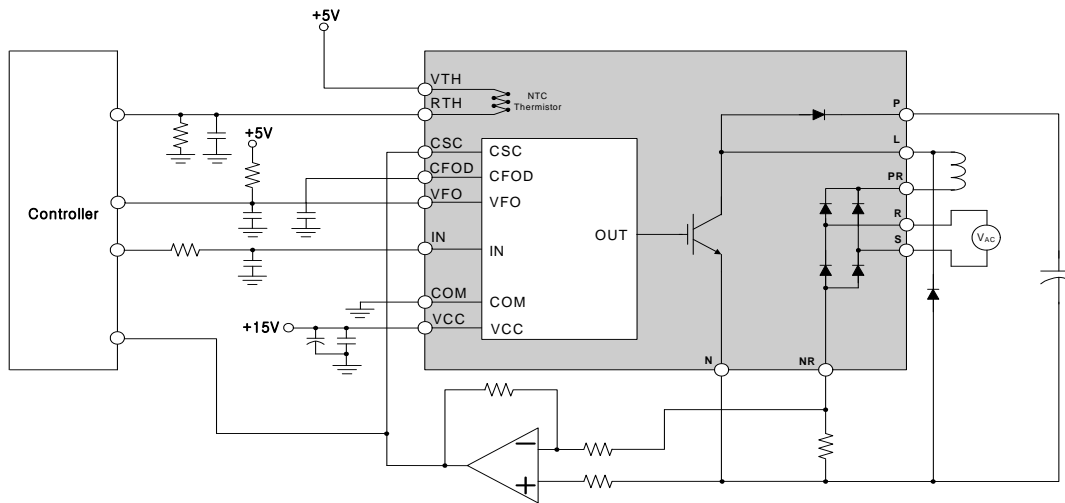 +5V
VTH
RTH
NTC
Thermistor
P
L
+5V
CSC
CSC
CFOD
CFOD
PR
VFO
VFO
Controller
R
OUT
VAC
S
IN
IN
COM
COM
+15V
VCC
VCC
N
NR